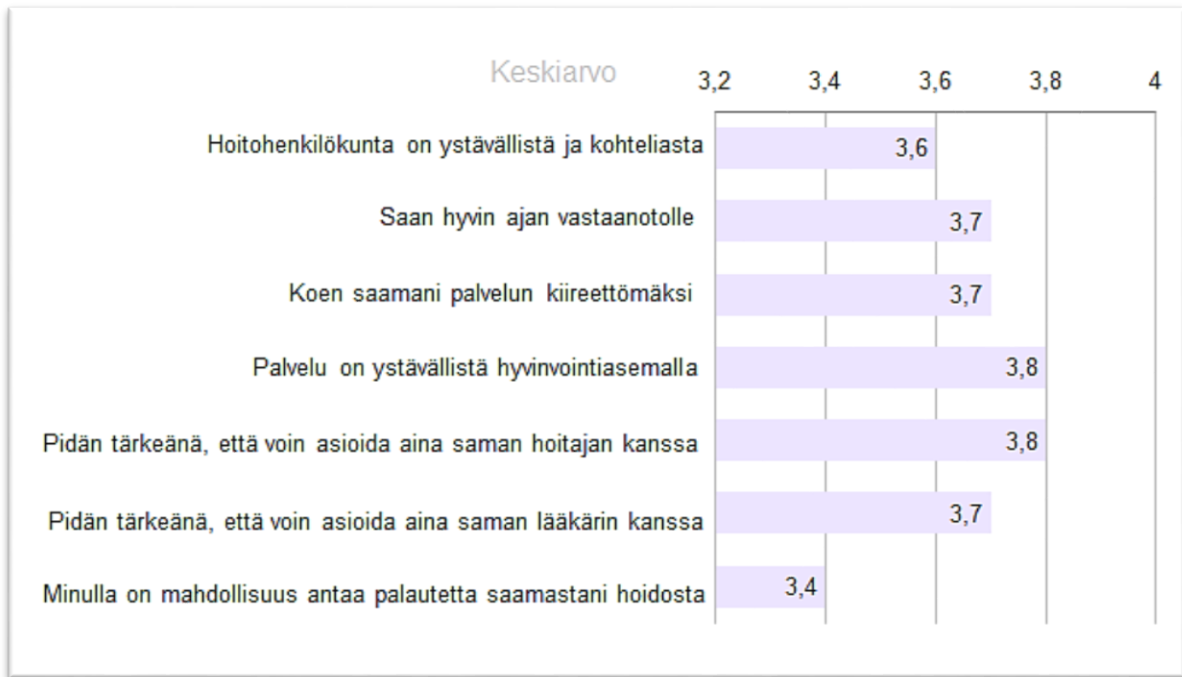 Keskiarvo
3,2 3,4 3,6 3,8 4
Hoitohenkilökunta on ystävällistä ja kohteliasta 3,6
Saan hyvin ajan vastaanotolle 3,7
Koen saamani palvelun kiireettömäksi 3,7
Palvelu on ystävällistä hyvinvointiasemalla 3,8
Pidän tärkeänä, että voin asioida aina saman hoitajan kanssa 3,8
Pidän tärkeänä, että voin asioida aina saman lääkärin kanssa 3,7
Minulla on mahdollisuus antaa palautetta saamastani hoidosta 3,4